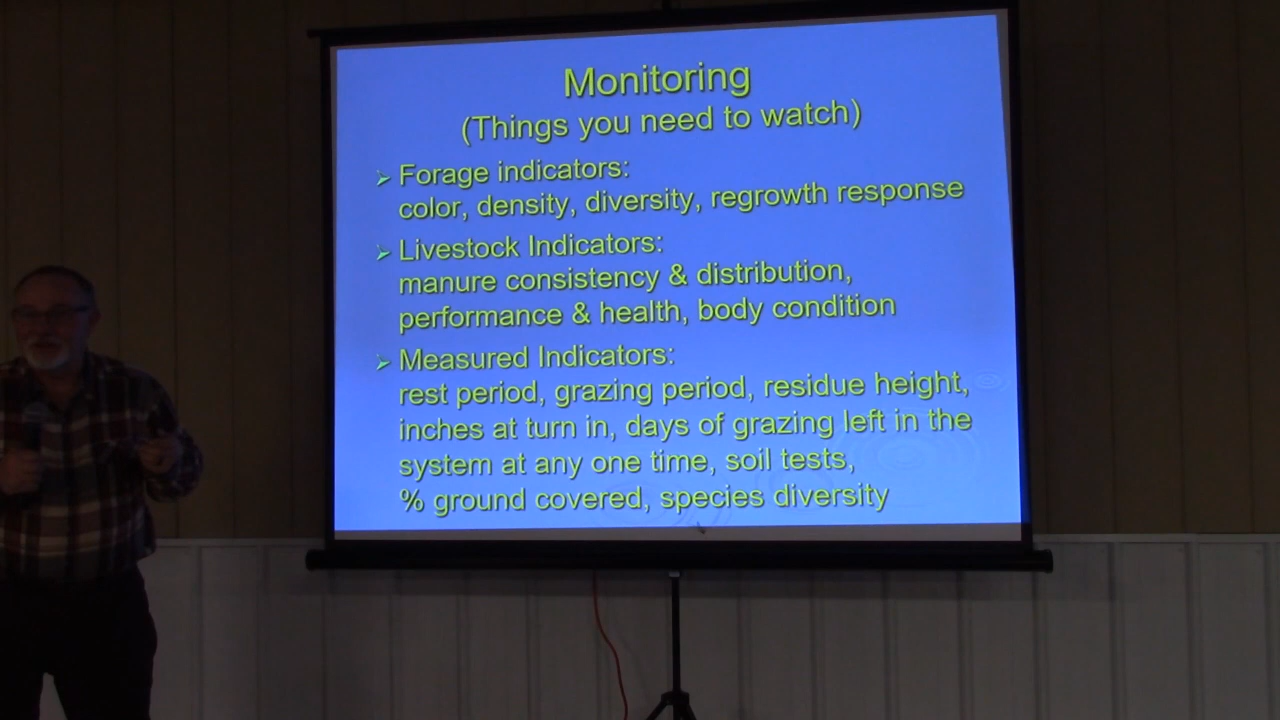 Monitoring
(Things you need to watch)
➢ Forage indicators:
color, density, diversity, regrowth response
➢ Livestock Indicators:
manure consistency & distribution,
performance & health, body condition
➢ Measured Indicators:
rest period, grazing period, residue height,
inches at turn in, days of grazing left in the
system at any one time, soil tests,
% ground covered, species diversity